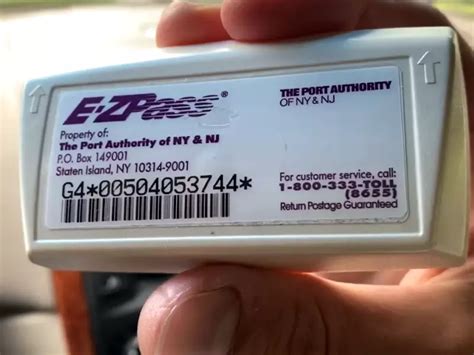 E-ZPass®
THE PORT AUTHORITY
OF NY & NJ
Property of:
The Port Authority of NY & NJ
P.O. Box 149001
Staten Island, NY 10314-9001
G4*00504053744*
For customer service, call:
1-800-333-TOLL
(8655)
Return Postage Guaranteed